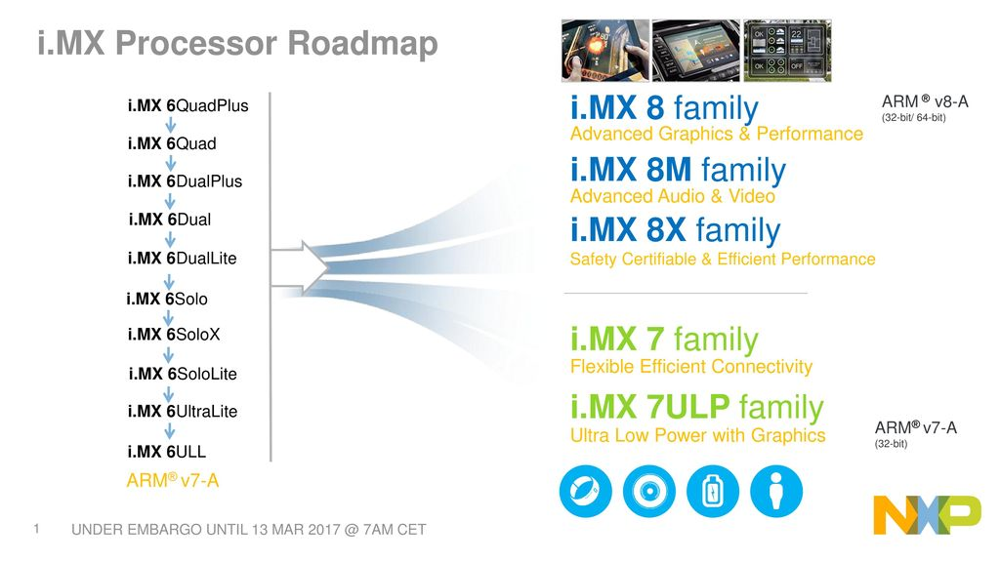 i.MX Processor Roadmap
i.MX 6QuadPlus
i.MX 6Quad
i.MX 6DualPlus
i.MX 6Dual
i.MX 6DualLite
i.MX 6Solo
i.MX 6SoloX
i.MX 6SoloLite
i.MX 6UltraLite
i.MX 6ULL
ARM® v7-A
OK
22
OK
OFF
i.MX 8 family
Advanced Graphics & Performance
ARM ® v8-A
(32-bit/ 64-bit)
i.MX 8M family
Advanced Audio & Video
i.MX 8X family
Safety Certifiable & Efficient Performance
i.MX 7 family
Flexible Efficient Connectivity
i.MX 7ULP family
Ultra Low Power with Graphics
ARM® v7-A
(32-bit)
1
UNDER EMBARGO UNTIL 13 MAR 2017 @ 7AM CET
NXP